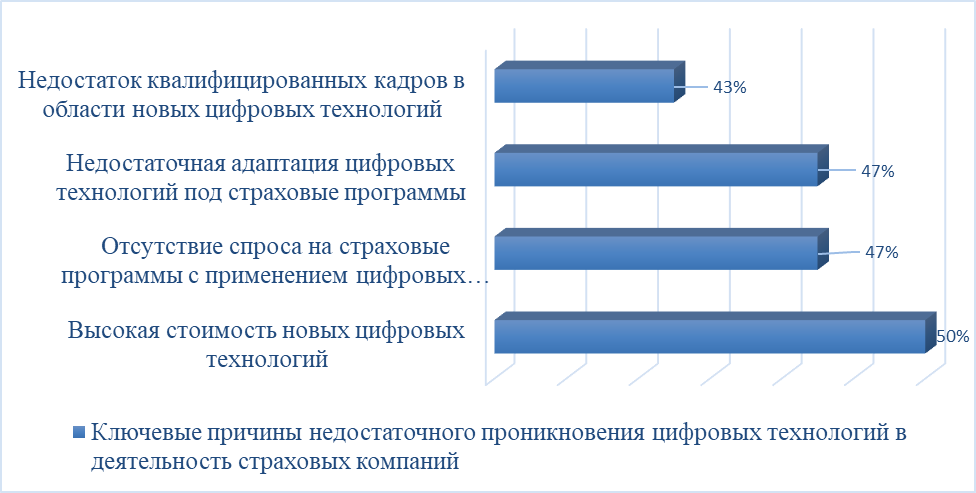 Недостаток квалифицированных кадров в
области новых цифровых технологий
43%
Недостаточная адаптация цифровых
технологий под страховые программы
47%
Отсутствие спроса на страховые
программы с применением цифровых…
47%
Высокая стоимость новых цифровых
технологий
50%
Ключевые причины недостаточного проникновения цифровых технологий в
деятельность страховых компаний